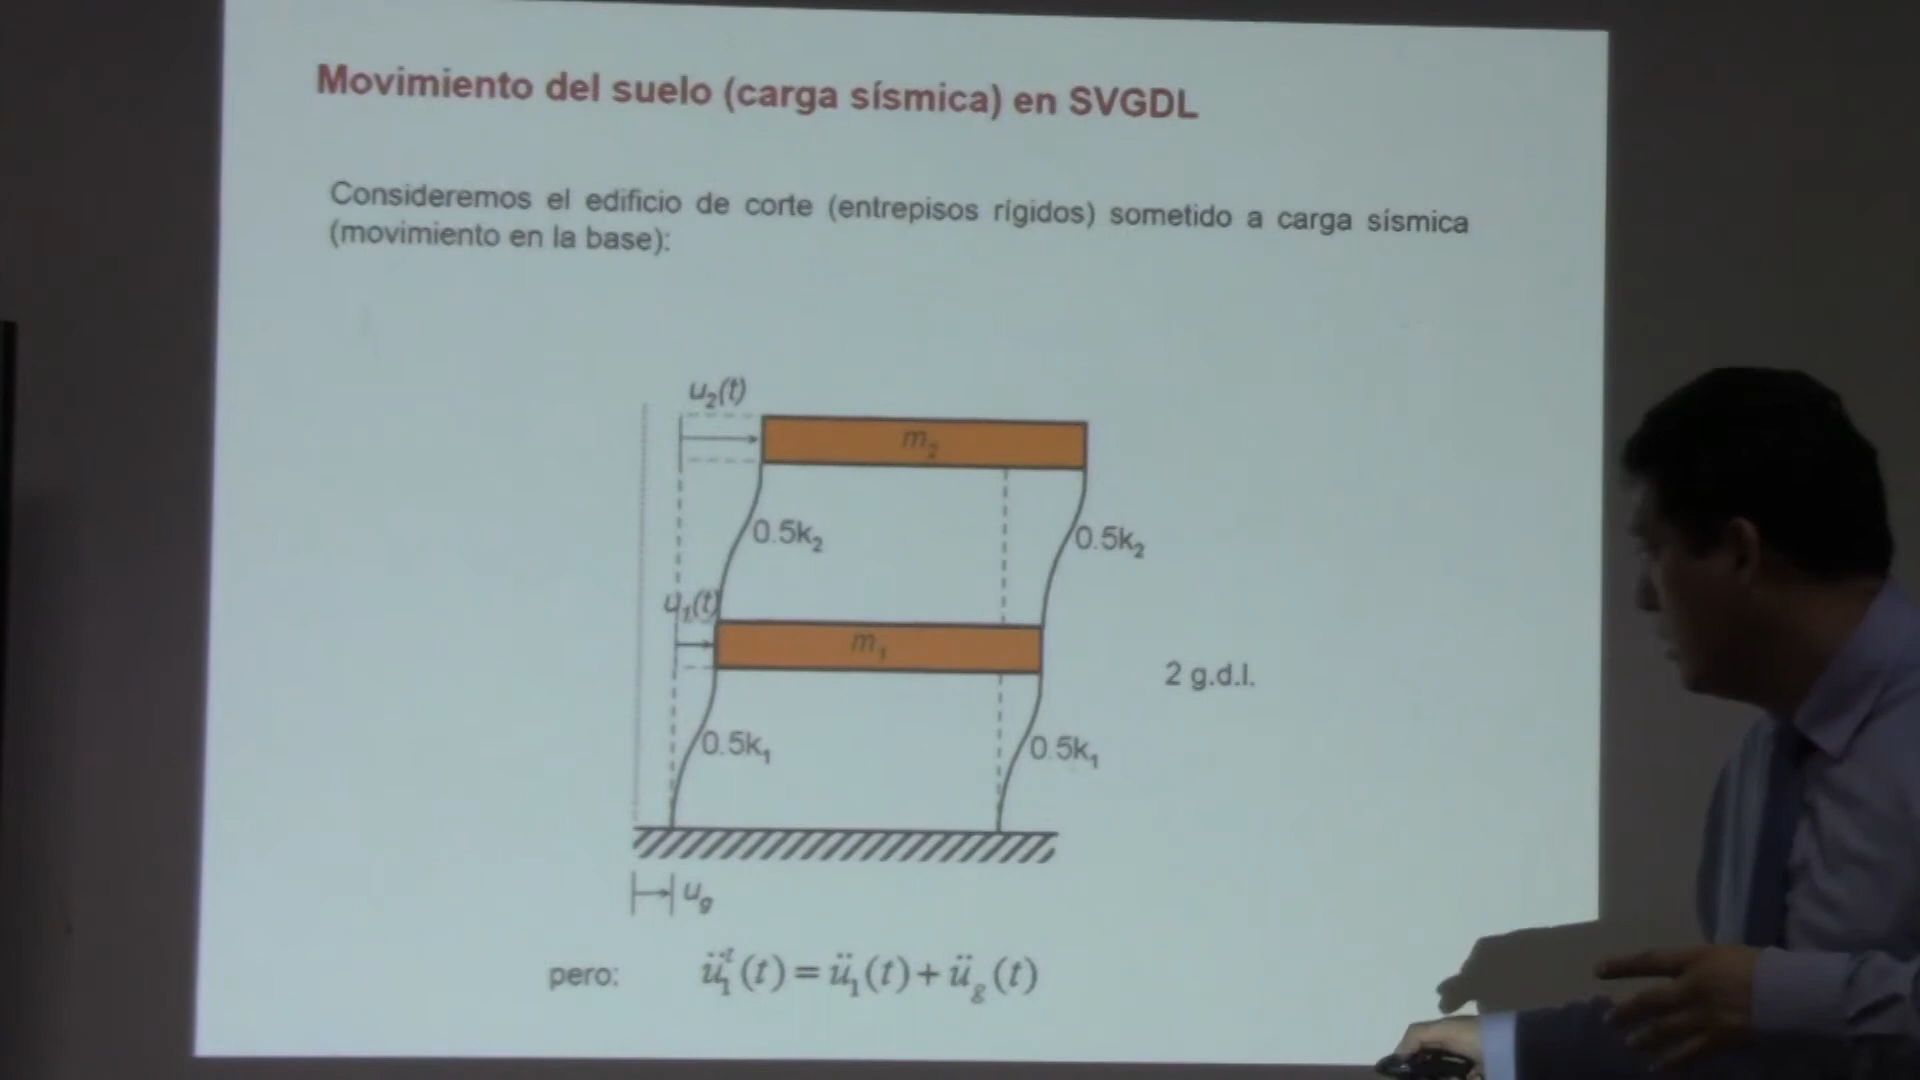 Movimiento del suelo (carga sísmica) en SVGDL
Consideremos el edificio de corte (entrepisos rígidos) sometido a carga sísmica
(movimiento en la base):
u₂(t)
m₂
0.5k₂
0.5k₂
u₁(t)
m₁
2 g.d.l.
0.5k₁
0.5k₁
u_g
pero: ü₁ᵗ(t) = ü₁(t) + ü_g(t)